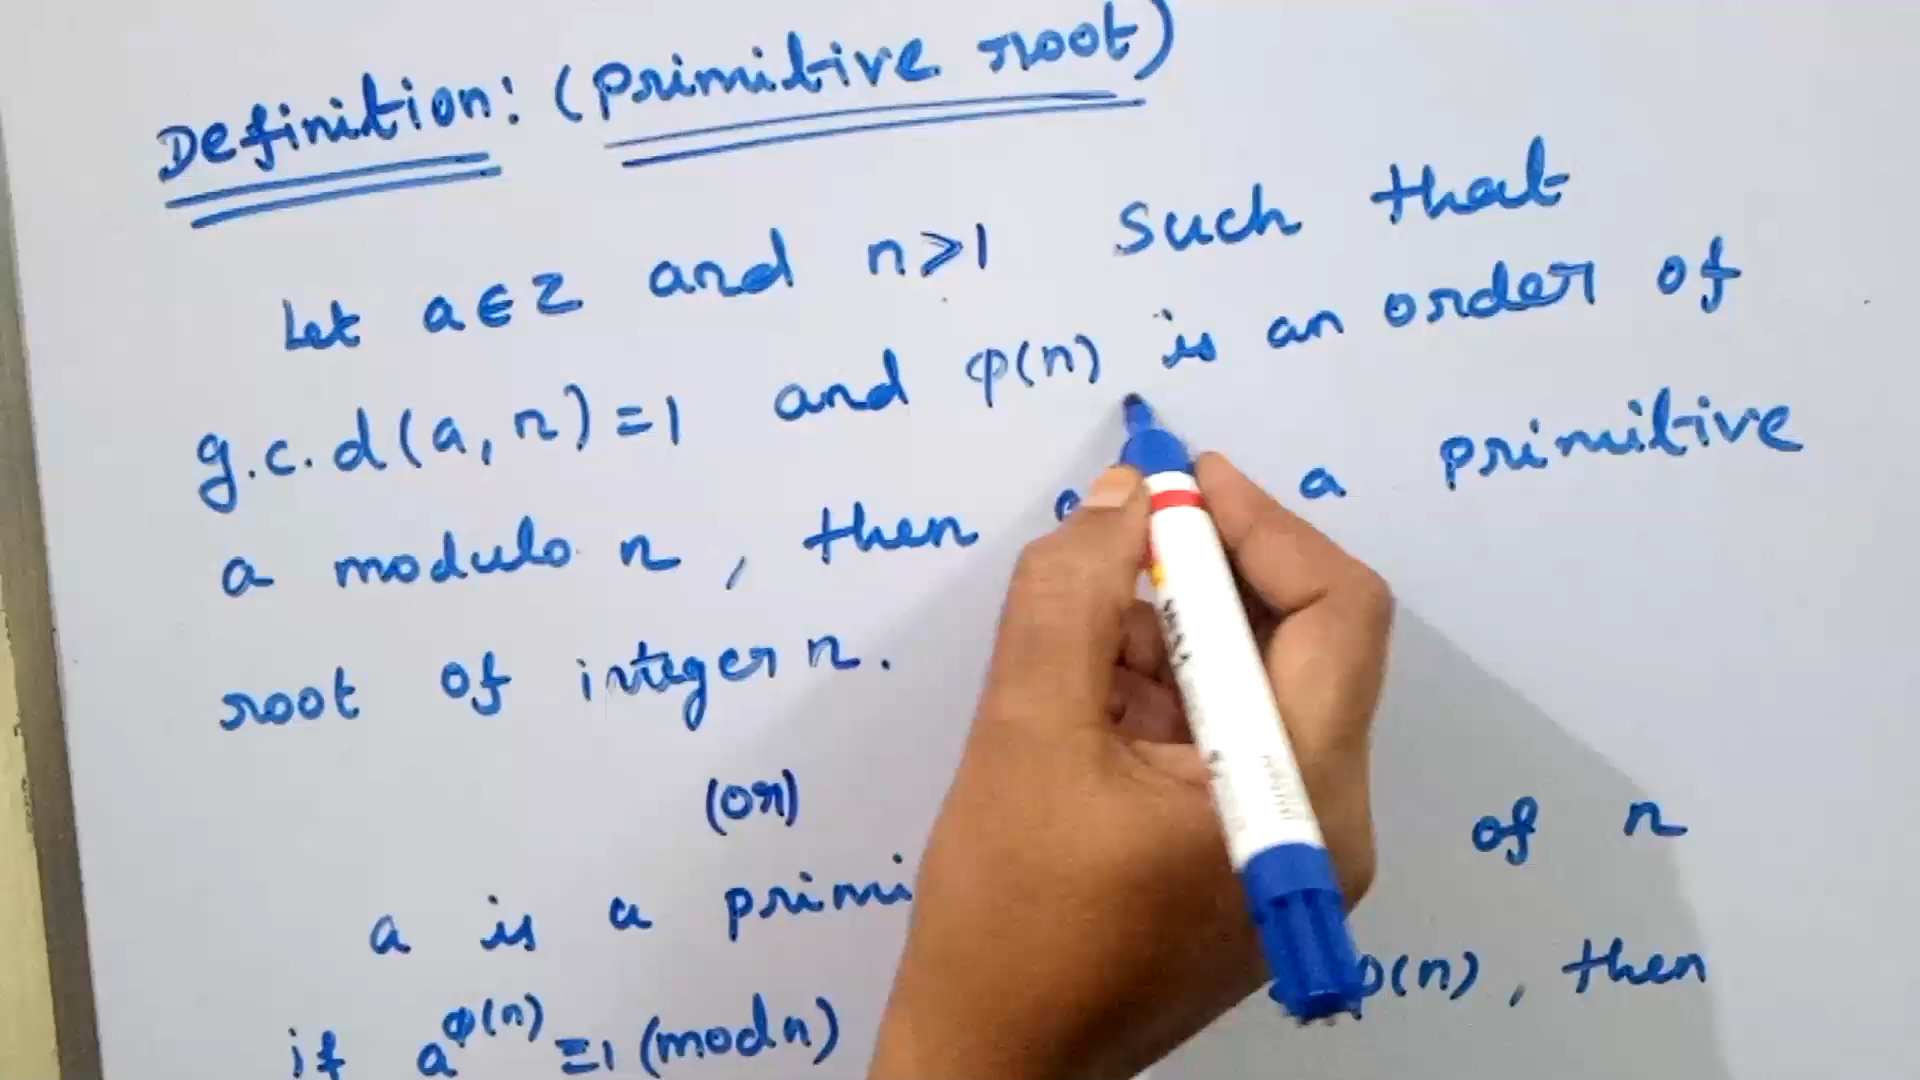 Definition: (Primitive root)
Let a∈Z and n>1 Such that
g.c.d(a,n)=1 and φ(n) is an order of
a modulo n, then a primitive
root of integer n.
(or)
a is a of n
if a^φ(n) ≡1 (mod n) φ(n), then